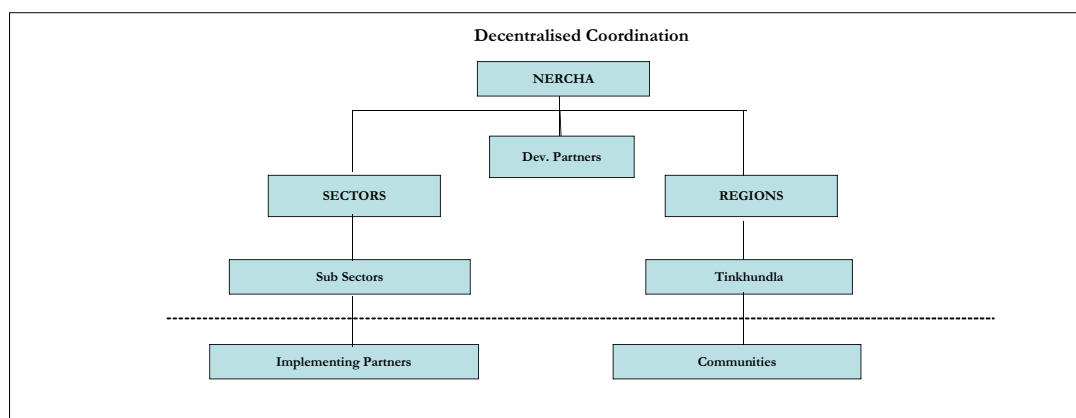 Decentralised Coordination
NERCHA
Dev. Partners
SECTORS
REGIONS
Sub Sectors
Tinkhundla
Implementing Partners
Communities